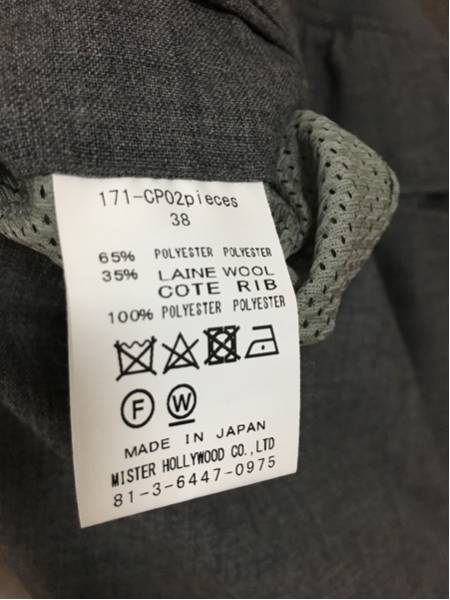 171-CP02pieces
38
65% POLYESTER POLYESTER
35% LAINE WOOL
COTE RIB
100% POLYESTER POLYESTER
F W
MADE IN JAPAN
MISTER HOLLYWOOD CO., LTD
81-3-6447-0975